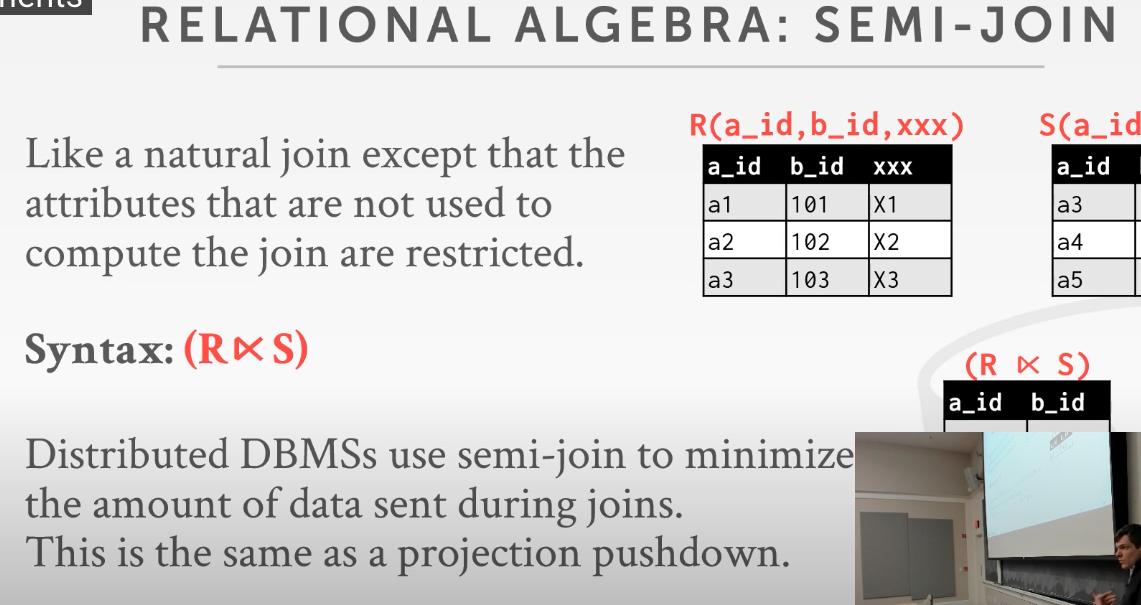 RELATIONAL ALGEBRA: SEMI-JOIN
Like a natural join except that the
attributes that are not used to
compute the join are restricted.
Syntax: (R ⋉ S)
Distributed DBMSs use semi-join to minimize
the amount of data sent during joins.
This is the same as a projection pushdown.
R(a_id,b_id,xxx)
a_id b_id xxx
a1 101 X1
a2 102 X2
a3 103 X3
S(a_id
a_id
a3
a4
a5
(R ⋉ S)
a_id b_id